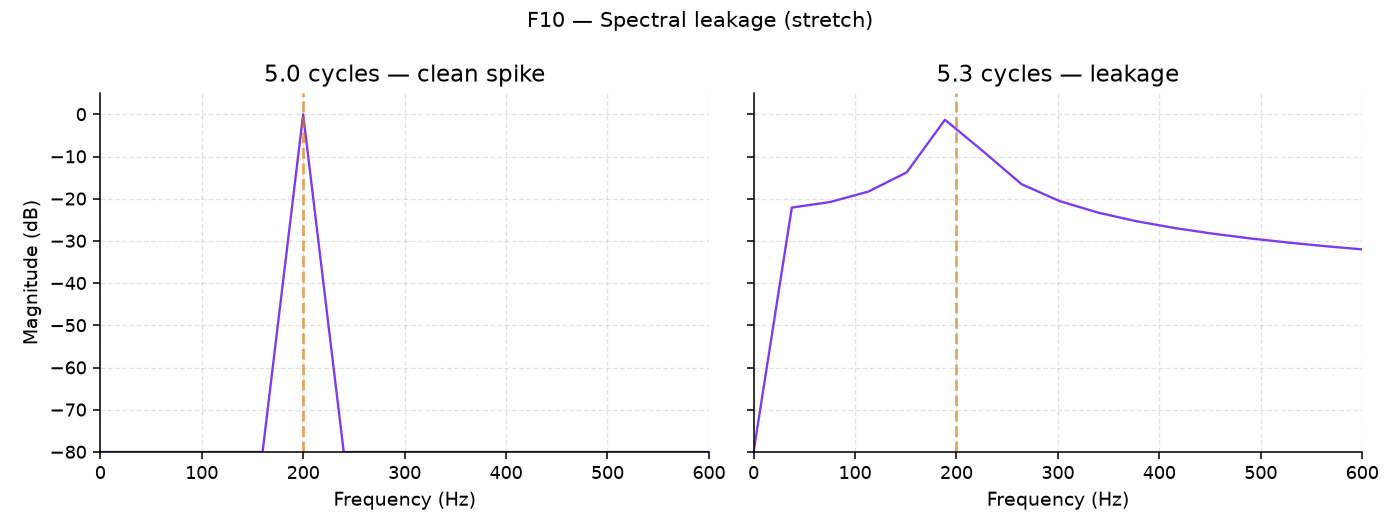 F10 — Spectral leakage (stretch)
5.0 cycles — clean spike
Magnitude (dB)
0
−10
−20
−30
−40
−50
−60
−70
−80
0 100 200 300 400 500 600
Frequency (Hz)
5.3 cycles — leakage
0 100 200 300 400 500 600
Frequency (Hz)